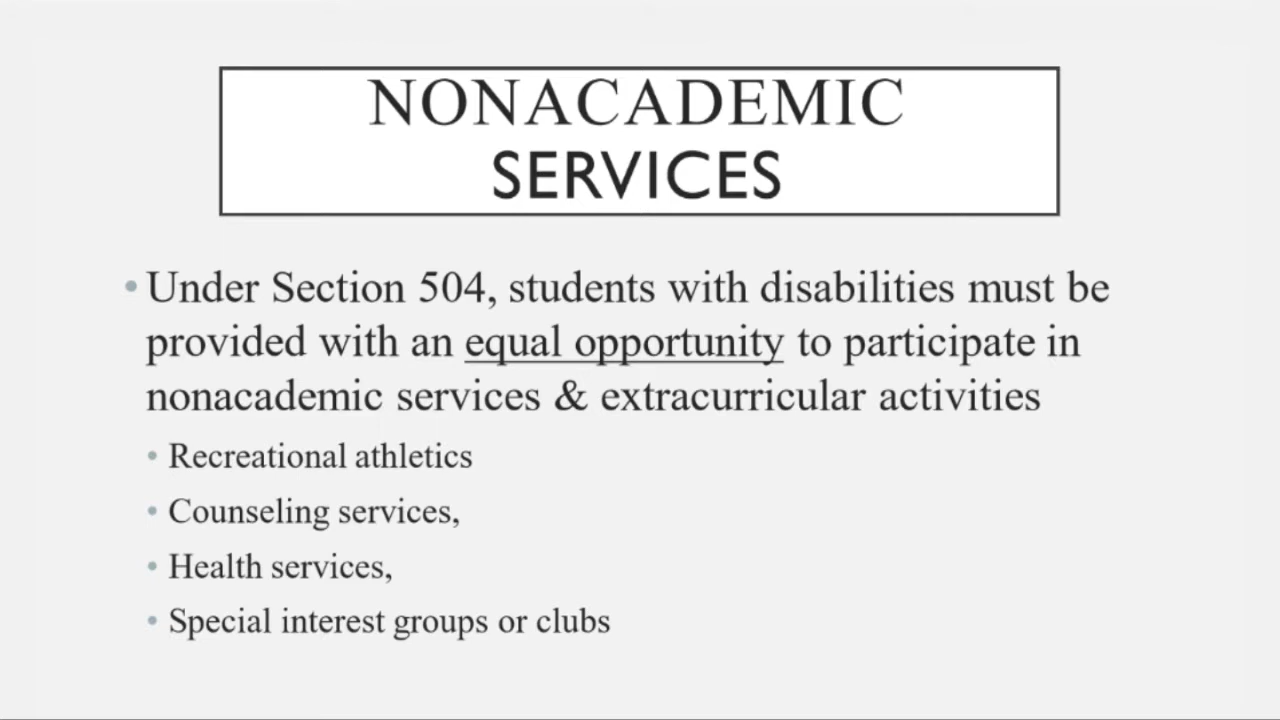 NONACADEMIC
SERVICES
• Under Section 504, students with disabilities must be
provided with an equal opportunity to participate in
nonacademic services & extracurricular activities
• Recreational athletics
• Counseling services,
• Health services,
• Special interest groups or clubs